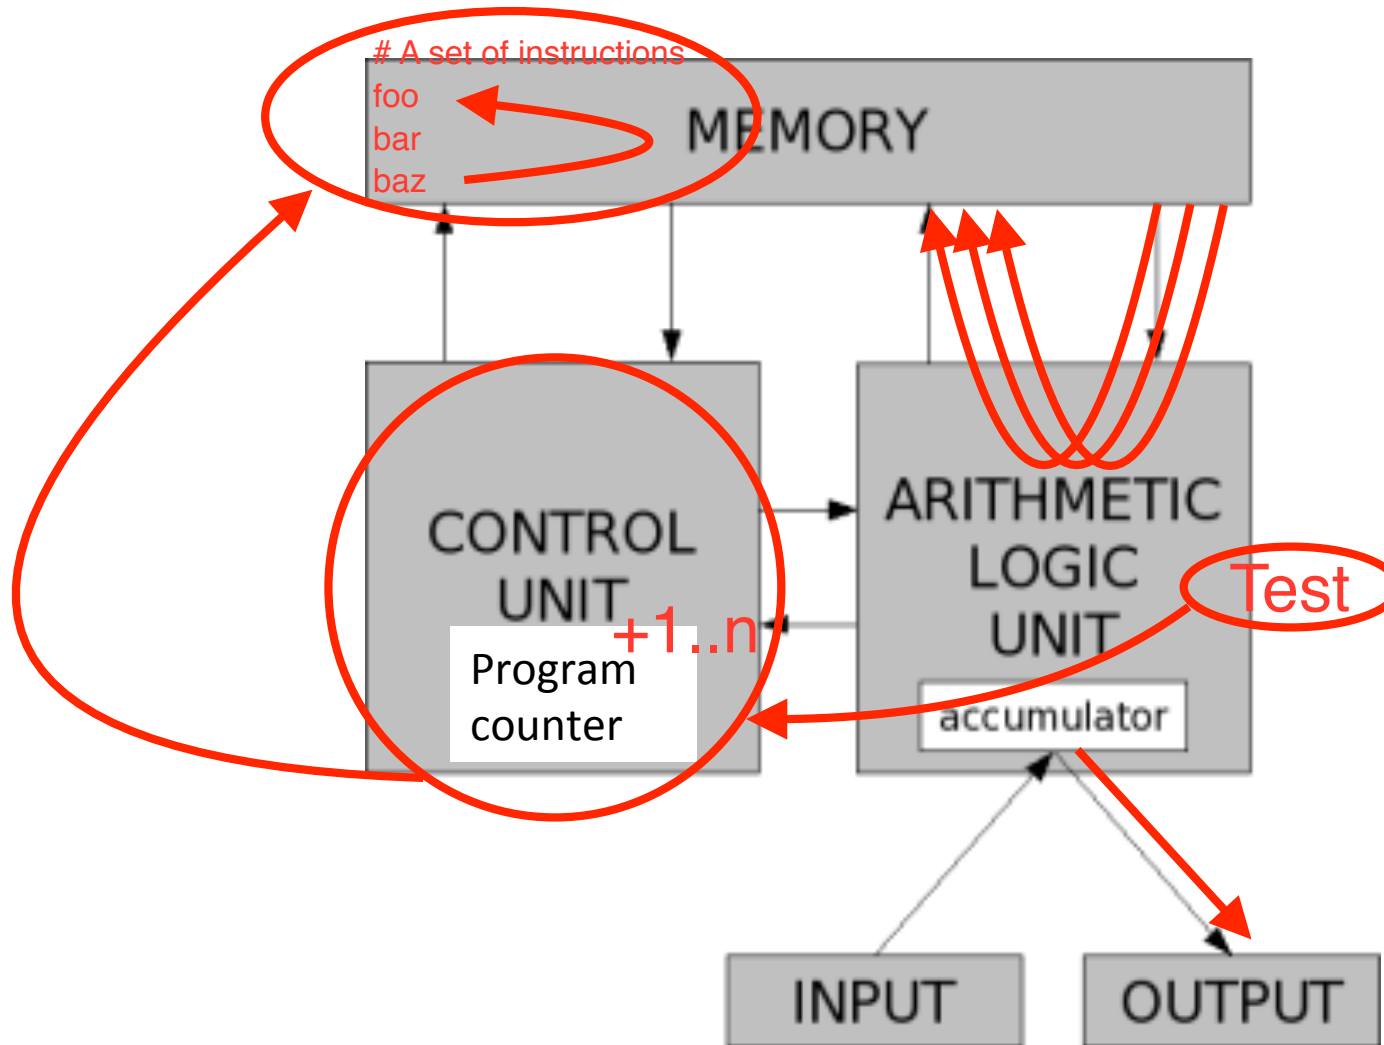 # A set of instructions
foo
bar
baz
MEMORY
CONTROL
UNIT
+1..n
Program
counter
ARITHMETIC
LOGIC
UNIT
Test
accumulator
INPUT
OUTPUT